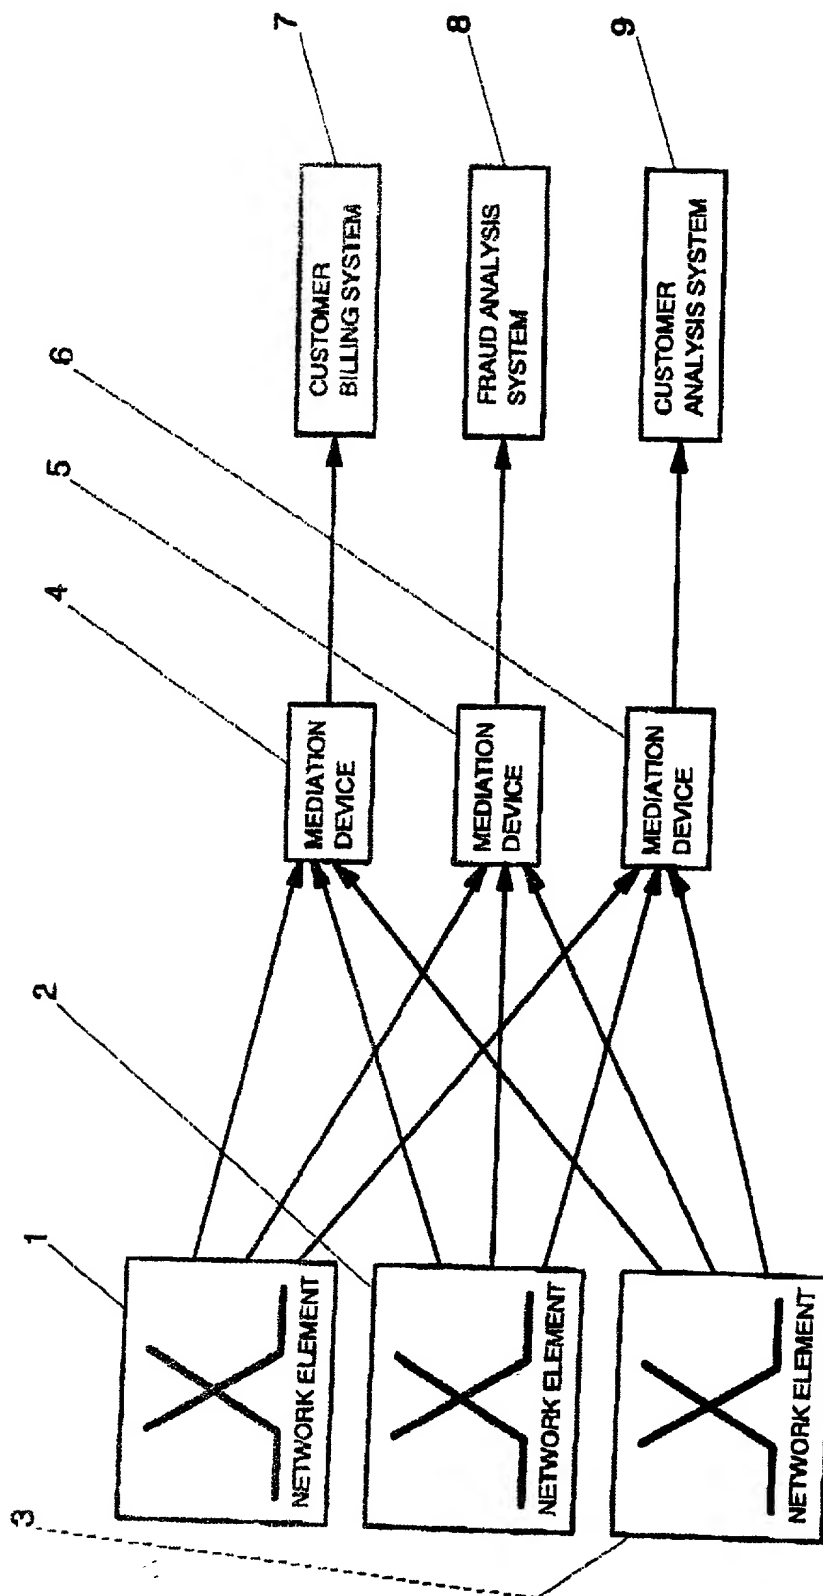 1
2
3
NETWORK ELEMENT
NETWORK ELEMENT
NETWORK ELEMENT
4
5
6
MEDIATION
DEVICE
MEDIATION
DEVICE
MEDIATION
DEVICE
7
8
9
CUSTOMER
BILLING SYSTEM
FRAUD ANALYSIS
SYSTEM
CUSTOMER
ANALYSIS SYSTEM